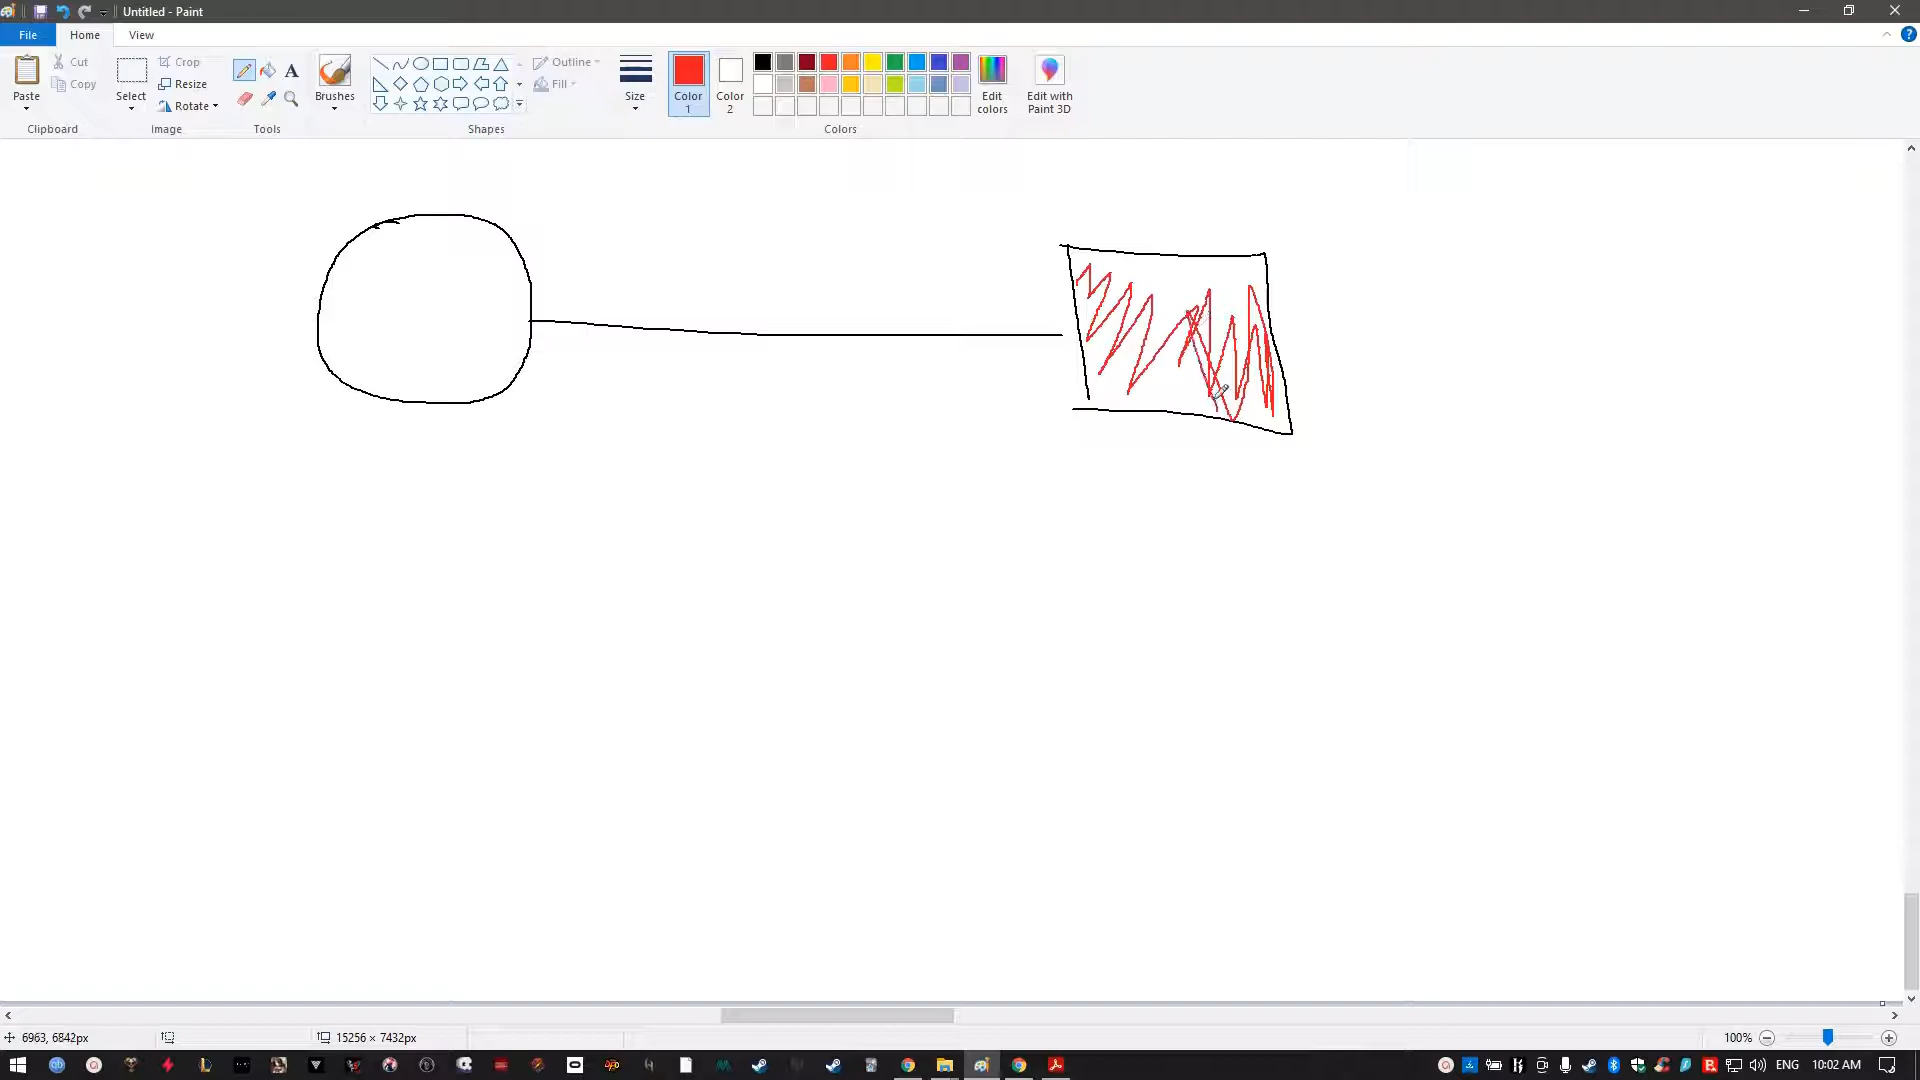 Untitled - Paint
File Home View
Paste
Cut
Copy
Clipboard
Select
Crop
Resize
Rotate
Image
A
Tools
Brushes
Shapes
Outline
Fill
Size
Color 1
Color 2
Colors
Edit colors
Edit with Paint 3D
6963, 6842px
15256 × 7432px
100%
ENG
10:02 AM